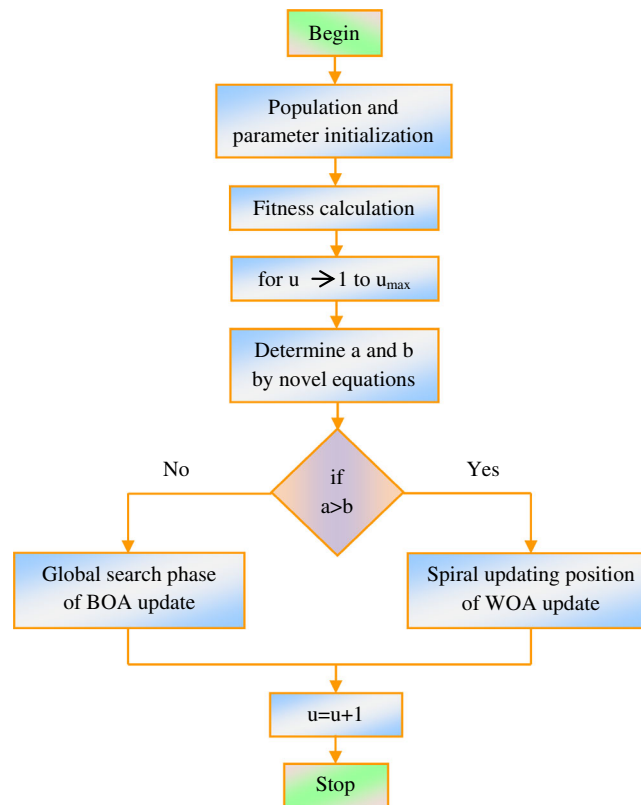 Begin
Population and
parameter initialization
Fitness calculation
for u → 1 to uₘₐₓ
Determine a and b
by novel equations
No
Yes
if
a>b
Global search phase
of BOA update
Spiral updating position
of WOA update
u=u+1
Stop